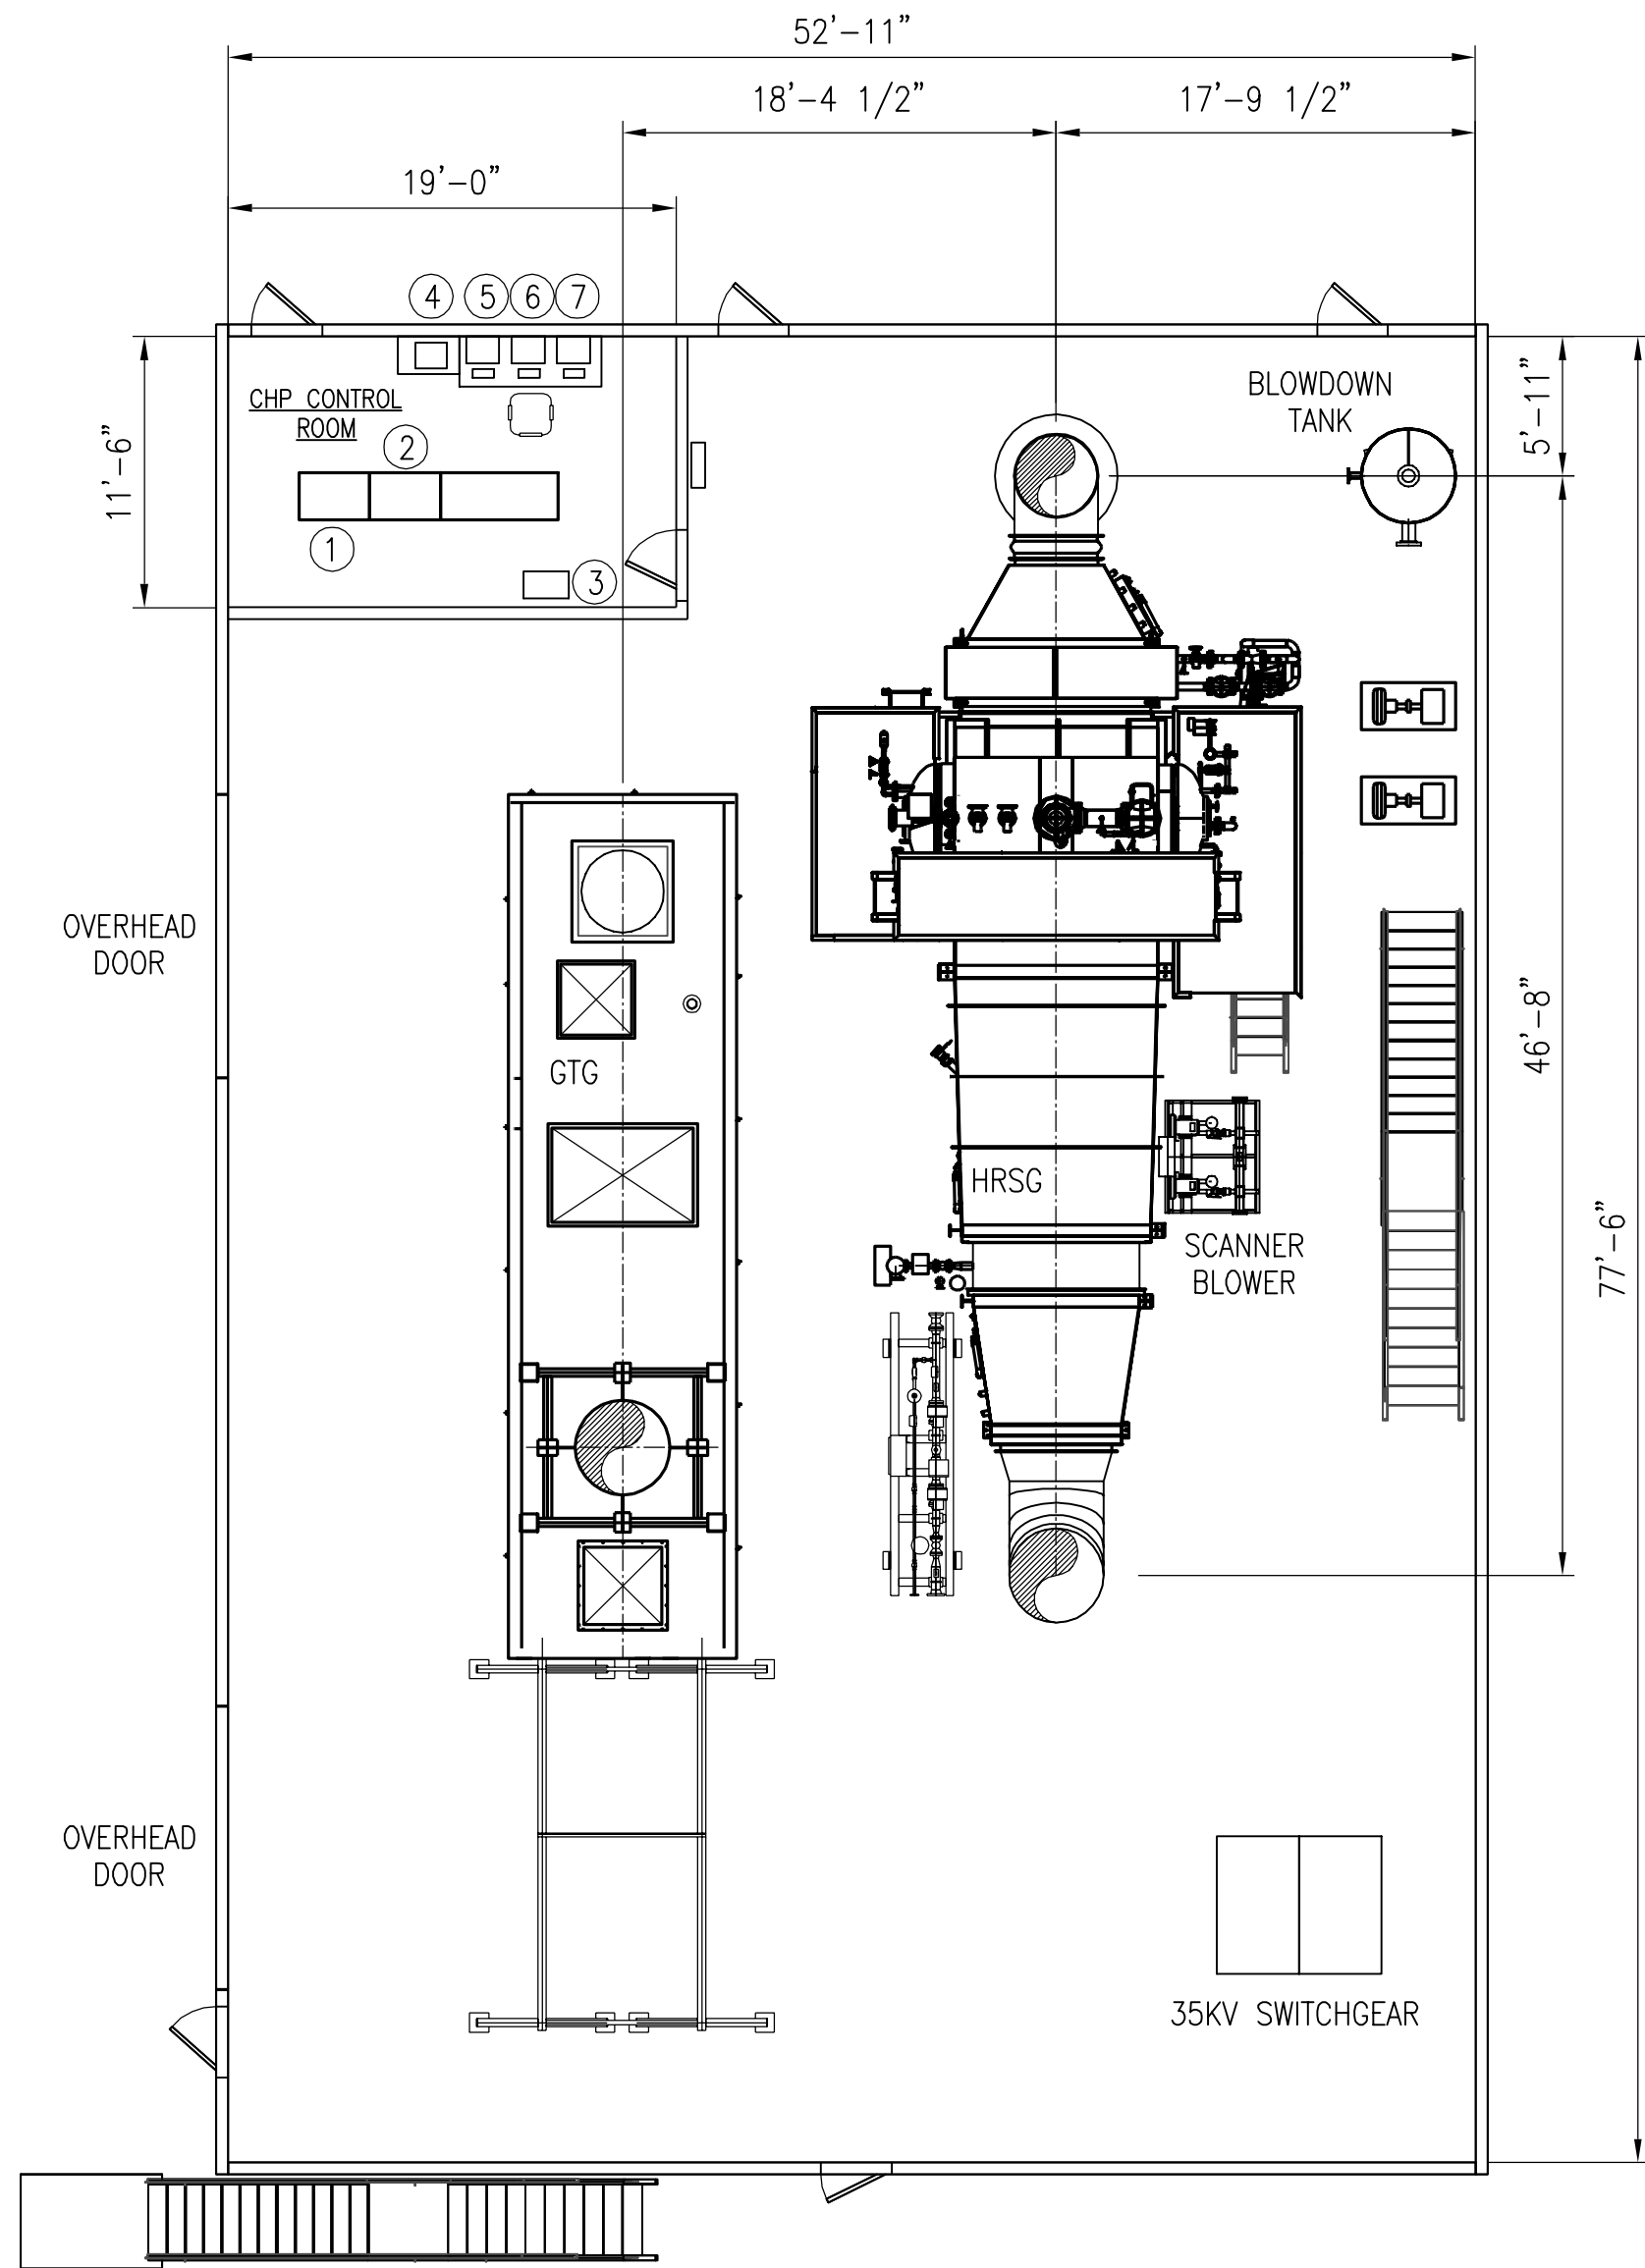 52'-11"
18'-4 1/2"
17'-9 1/2"
19'-0"
4
5
6
7
CHP CONTROL
ROOM
2
1
3
11'-6"
BLOWDOWN
TANK
5'-11"
OVERHEAD
DOOR
GTG
46'-8"
HRSG
SCANNER
BLOWER
77'-6"
OVERHEAD
DOOR
35KV SWITCHGEAR